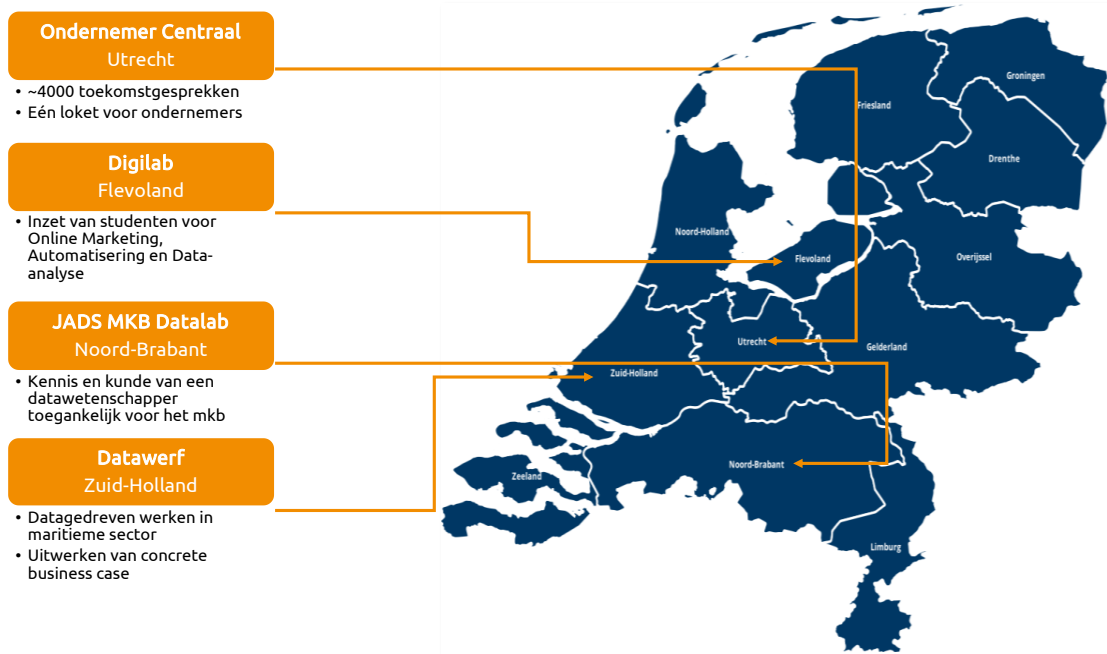 Ondernemer Centraal
Utrecht
• ~4000 toekomstgesprekken
• Eén loket voor ondernemers
Digilab
Flevoland
• Inzet van studenten voor
Online Marketing,
Automatisering en Data-
analyse
JADS MKB Datalab
Noord-Brabant
• Kennis en kunde van een
datawetenschapper
toegankelijk voor het mkb
Datawerf
Zuid-Holland
• Datagedreven werken in
maritieme sector
• Uitwerken van concrete
business case
Groningen
Friesland
Drenthe
Noord-Holland
Flevoland
Overijssel
Utrecht
Gelderland
Zuid-Holland
Noord-Brabant
Zeeland
Limburg